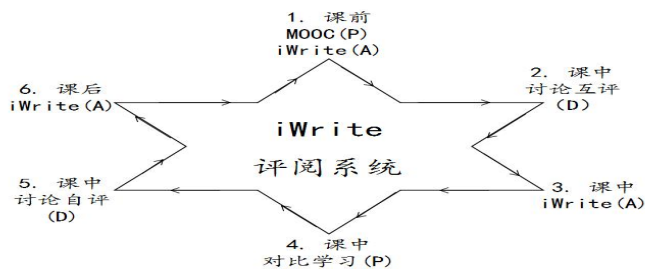 1. 课前
MOOC(P)
iWrite(A)
2. 课中
讨论互评
(D)
3. 课中
iWrite(A)
4. 课中
对比学习(P)
5. 课中
讨论自评
(D)
6. 课后
iWrite(A)
iWrite
评阅系统